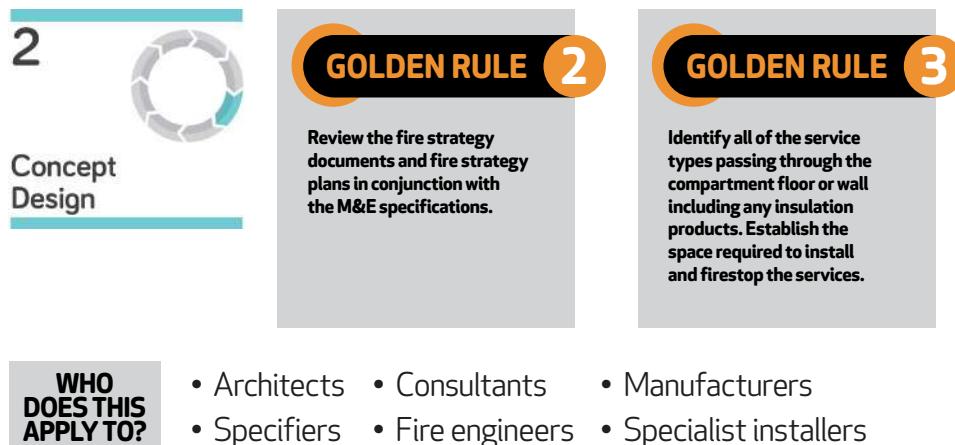 2
Concept
Design
GOLDEN RULE 2
Review the fire strategy
documents and fire strategy
plans in conjunction with
the M&E specifications.
GOLDEN RULE 3
Identify all of the service
types passing through the
compartment floor or wall
including any insulation
products. Establish the
space required to install
and firestop the services.
WHO
DOES THIS
APPLY TO?
• Architects
• Specifiers
• Consultants
• Fire engineers
• Manufacturers
• Specialist installers